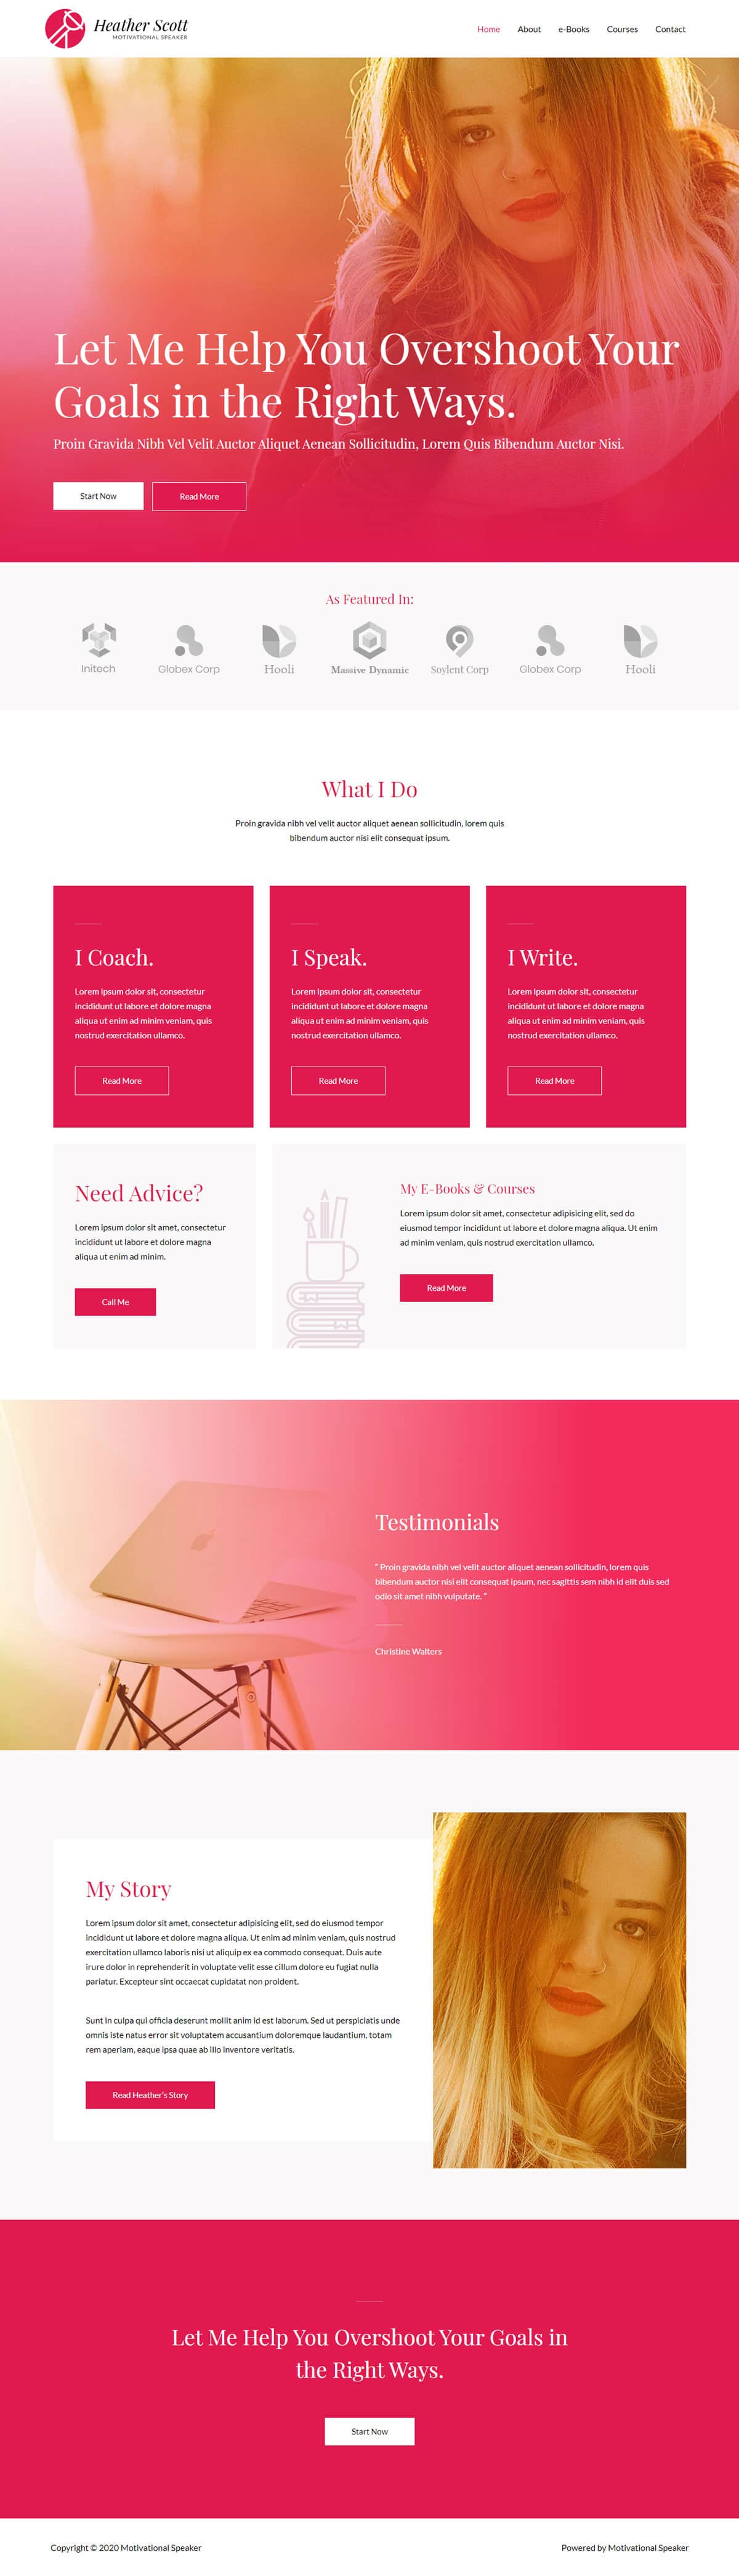 Heather Scott
MOTIVATIONAL SPEAKER
Home About e-Books Courses Contact
Let Me Help You Overshoot Your
Goals in the Right Ways.
Proin Gravida Nibh Vel Velit Auctor Aliquet Aenean Sollicitudin, Lorem Quis Bibendum Auctor Nisi.
Start Now
Read More
As Featured In:
Initech
Globex Corp
Hooli
Massive Dynamic
Soylent Corp
Globex Corp
Hooli
What I Do
Proin gravida nibh vel velit auctor aliquet aenean sollicitudin, lorem quis
bibendum auctor nisi elit consequat ipsum.
I Coach.
Lorem ipsum dolor sit, consectetur
incididunt ut labore et dolore magna
aliqua ut enim ad minim veniam, quis
nostrud exercitation ullamco.
Read More
I Speak.
Lorem ipsum dolor sit, consectetur
incididunt ut labore et dolore magna
aliqua ut enim ad minim veniam, quis
nostrud exercitation ullamco.
Read More
I Write.
Lorem ipsum dolor sit, consectetur
incididunt ut labore et dolore magna
aliqua ut enim ad minim veniam, quis
nostrud exercitation ullamco.
Read More
Need Advice?
Lorem ipsum dolor sit amet, consectetur
incididunt ut labore et dolore magna
aliqua ut enim ad minim.
Call Me
My E-Books & Courses
Lorem ipsum dolor sit amet, consectetur adipisicing elit, sed do
eiusmod tempor incididunt ut labore et dolore magna aliqua. Ut enim
ad minim veniam, quis nostrud exercitation ullamco.
Read More
Testimonials
" Proin gravida nibh vel velit auctor aliquet aenean sollicitudin, lorem quis
bibendum auctor nisi elit consequat ipsum, nec sagittis sem nibh id elit duis sed
odio sit amet nibh vulputate. "
Christine Walters
My Story
Lorem ipsum dolor sit amet, consectetur adipisicing elit, sed do eiusmod tempor
incididunt ut labore et dolore magna aliqua. Ut enim ad minim veniam, quis nostrud
exercitation ullamco laboris nisi ut aliquip ex ea commodo consequat. Duis aute
irure dolor in reprehenderit in voluptate velit esse cillum dolore eu fugiat nulla
pariatur. Excepteur sint occaecat cupidatat non proident.
Sunt in culpa qui officia deserunt mollit anim id est laborum. Sed ut perspiciatis unde
omnis iste natus error sit voluptatem accusantium doloremque laudantium, totam
rem aperiam, eaque ipsa quae ab illo inventore veritatis.
Read Heather's Story
Let Me Help You Overshoot Your Goals in
the Right Ways.
Start Now
Copyright © 2020 Motivational Speaker
Powered by Motivational Speaker